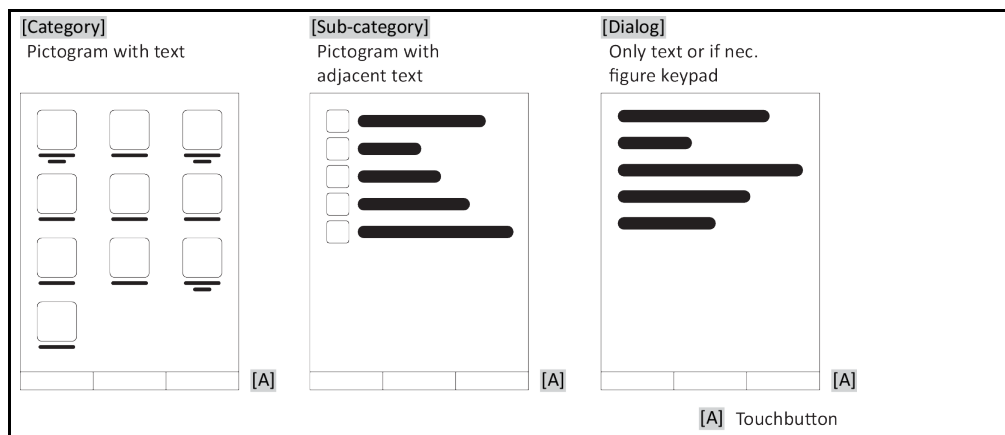 [Category]
Pictogram with text
[Sub-category]
Pictogram with
adjacent text
[Dialog]
Only text or if nec.
figure keypad
[A]
[A]
[A]
[A] Touchbutton